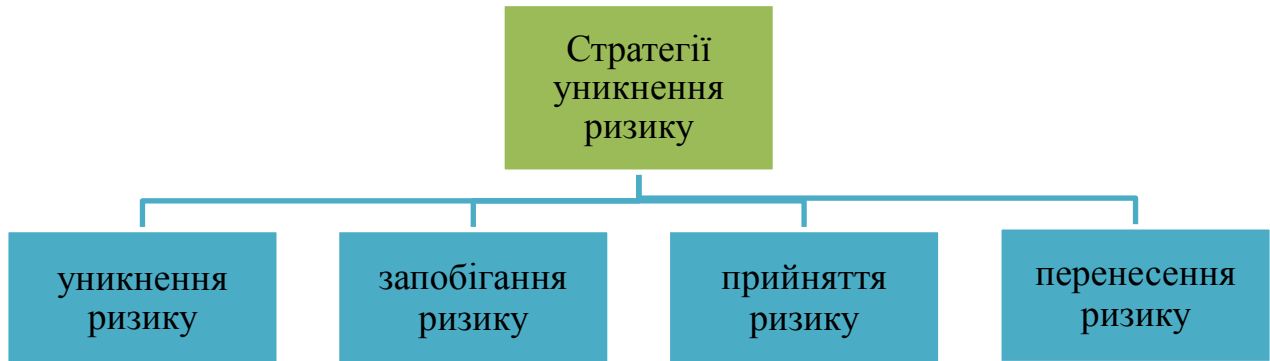 Стратегії
уникнення
ризику
уникнення
ризику
запобігання
ризику
прийняття
ризику
перенесення
ризику